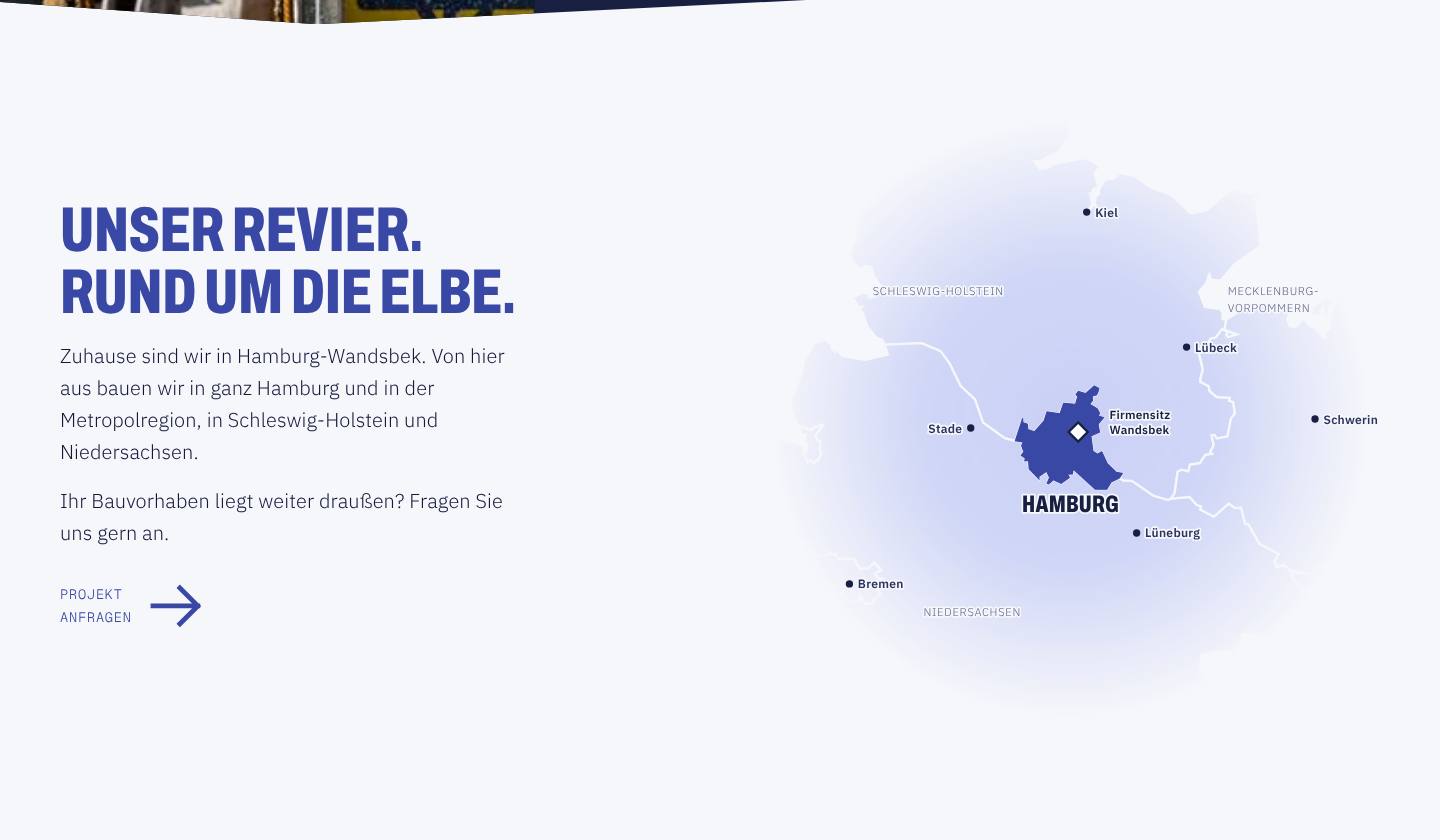 UNSER REVIER.
RUND UM DIE ELBE.
Zuhause sind wir in Hamburg-Wandsbek. Von hier
aus bauen wir in ganz Hamburg und in der
Metropolregion, in Schleswig-Holstein und
Niedersachsen.
Ihr Bauvorhaben liegt weiter draußen? Fragen Sie
uns gern an.
PROJEKT
ANFRAGEN
Kiel
SCHLESWIG-HOLSTEIN
MECKLENBURG-
VORPOMMERN
Lübeck
Firmensitz
Wandsbek
Stade
Schwerin
HAMBURG
Lüneburg
Bremen
NIEDERSACHSEN